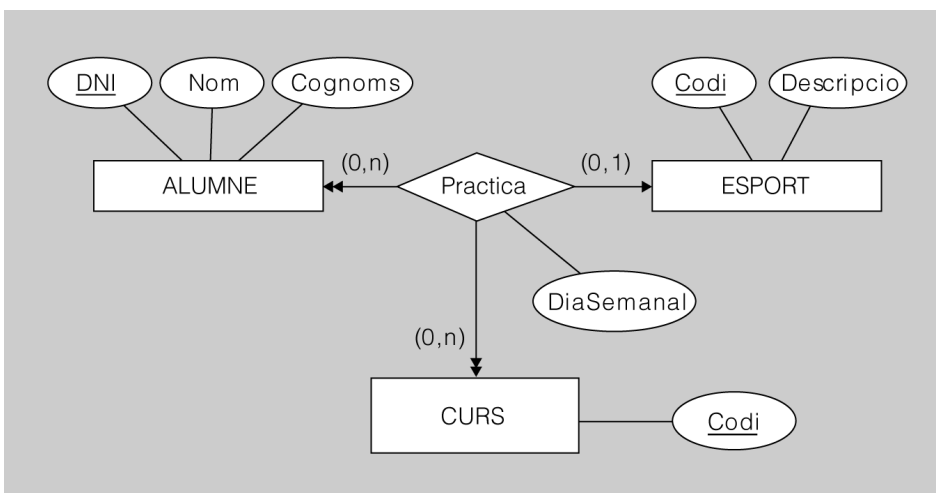 DNI
Nom
Cognoms
Codi
Descripcio
(0,n)
(0,1)
ALUMNE
Practica
ESPORT
DiaSemanal
(0,n)
CURS
Codi